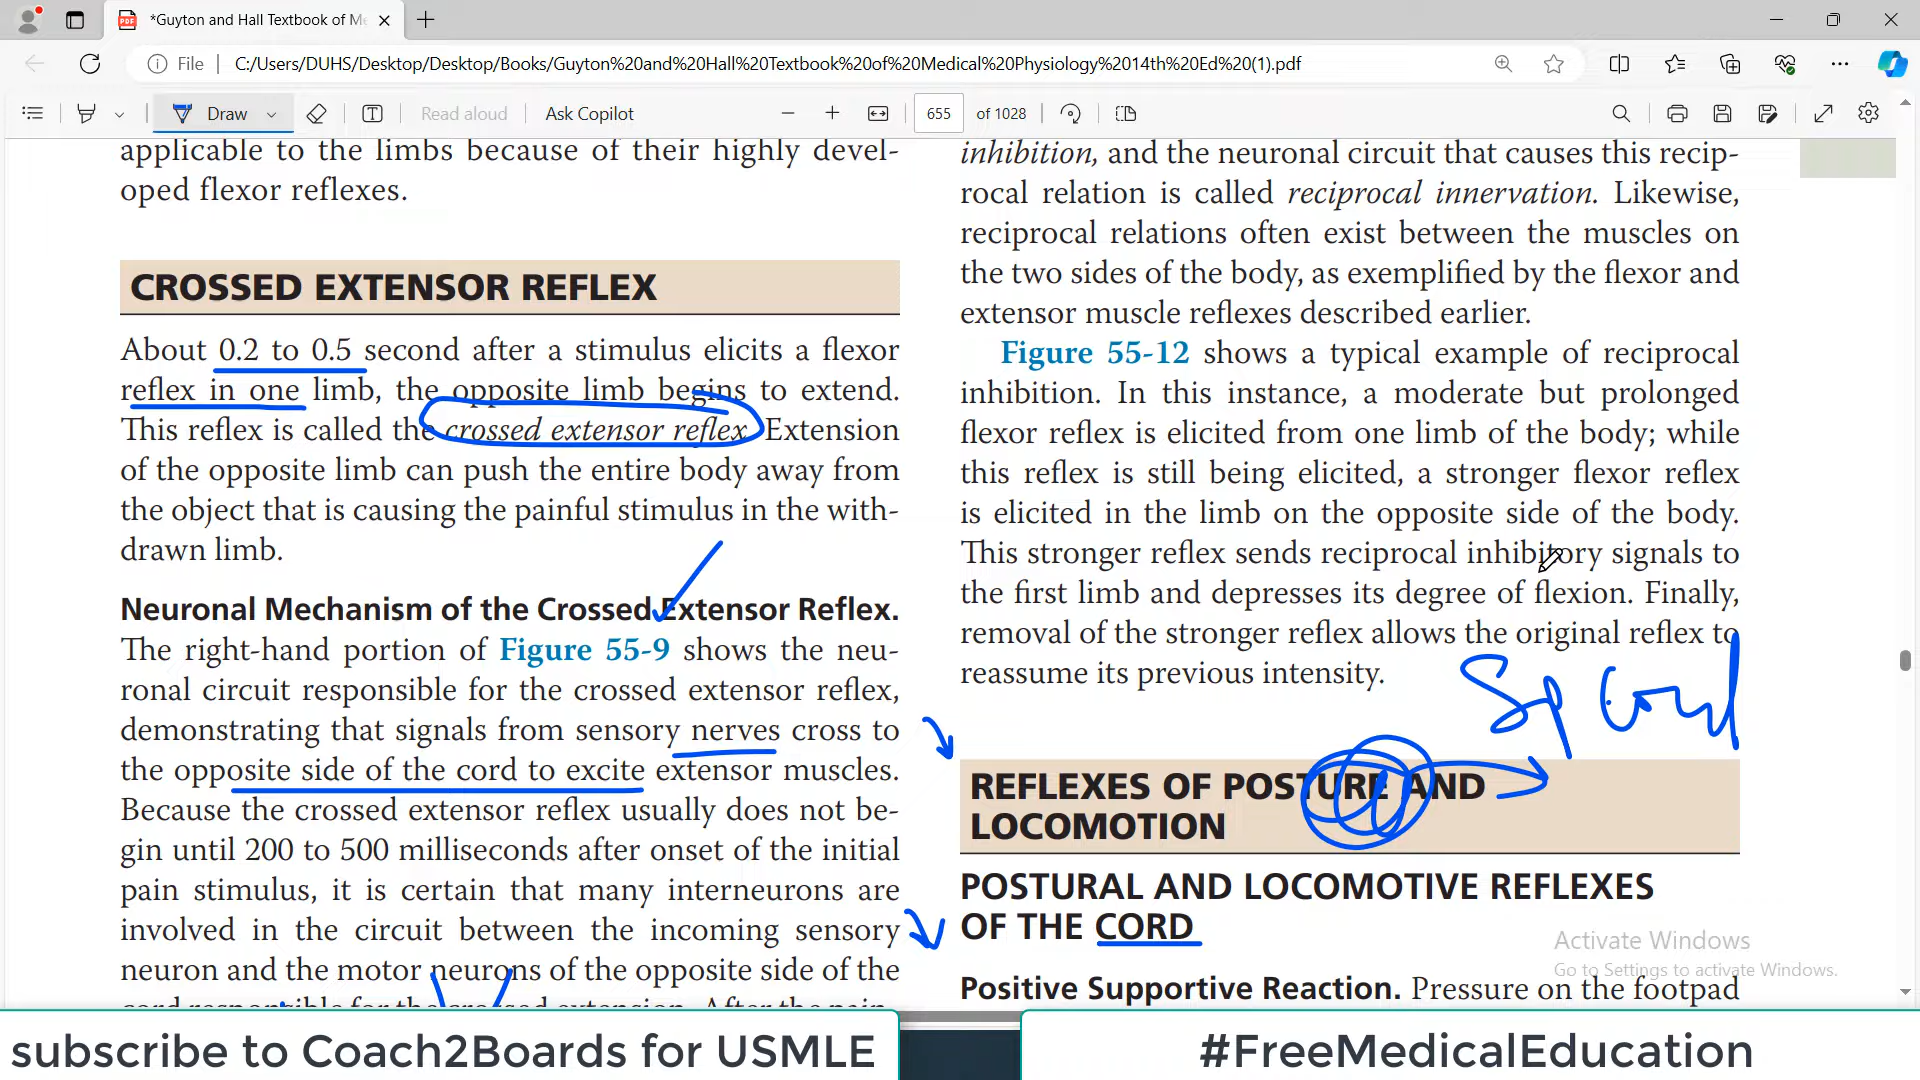 *Guyton and Hall Textbook of Me
File
C:/Users/DUHS/Desktop/Desktop/Books/Guyton%20and%20Hall%20Textbook%20of%20Medical%20Physiology%2014th%20Ed%20(1).pdf
Draw
Read aloud
Ask Copilot
655
of 1028
applicable to the limbs because of their highly devel-
oped flexor reflexes.
CROSSED EXTENSOR REFLEX
About 0.2 to 0.5 second after a stimulus elicits a flexor
reflex in one limb, the opposite limb begins to extend.
This reflex is called the crossed extensor reflex. Extension
of the opposite limb can push the entire body away from
the object that is causing the painful stimulus in the with-
drawn limb.
Neuronal Mechanism of the Crossed Extensor Reflex.
The right-hand portion of Figure 55-9 shows the neu-
ronal circuit responsible for the crossed extensor reflex,
demonstrating that signals from sensory nerves cross to
the opposite side of the cord to excite extensor muscles.
Because the crossed extensor reflex usually does not be-
gin until 200 to 500 milliseconds after onset of the initial
pain stimulus, it is certain that many interneurons are
involved in the circuit between the incoming sensory
neuron and the motor neurons of the opposite side of the
cord responsible for the crossed extension. After the pain-
inhibition, and the neuronal circuit that causes this recip-
rocal relation is called reciprocal innervation. Likewise,
reciprocal relations often exist between the muscles on
the two sides of the body, as exemplified by the flexor and
extensor muscle reflexes described earlier.
Figure 55-12 shows a typical example of reciprocal
inhibition. In this instance, a moderate but prolonged
flexor reflex is elicited from one limb of the body; while
this reflex is still being elicited, a stronger flexor reflex
is elicited in the limb on the opposite side of the body.
This stronger reflex sends reciprocal inhibitory signals to
the first limb and depresses its degree of flexion. Finally,
removal of the stronger reflex allows the original reflex to
reassume its previous intensity.
Sp Cord
REFLEXES OF POSTURE AND
LOCOMOTION
POSTURAL AND LOCOMOTIVE REFLEXES
OF THE CORD
Positive Supportive Reaction. Pressure on the footpad
Activate Windows
Go to Settings to activate Windows.
subscribe to Coach2Boards for USMLE
#FreeMedicalEducation